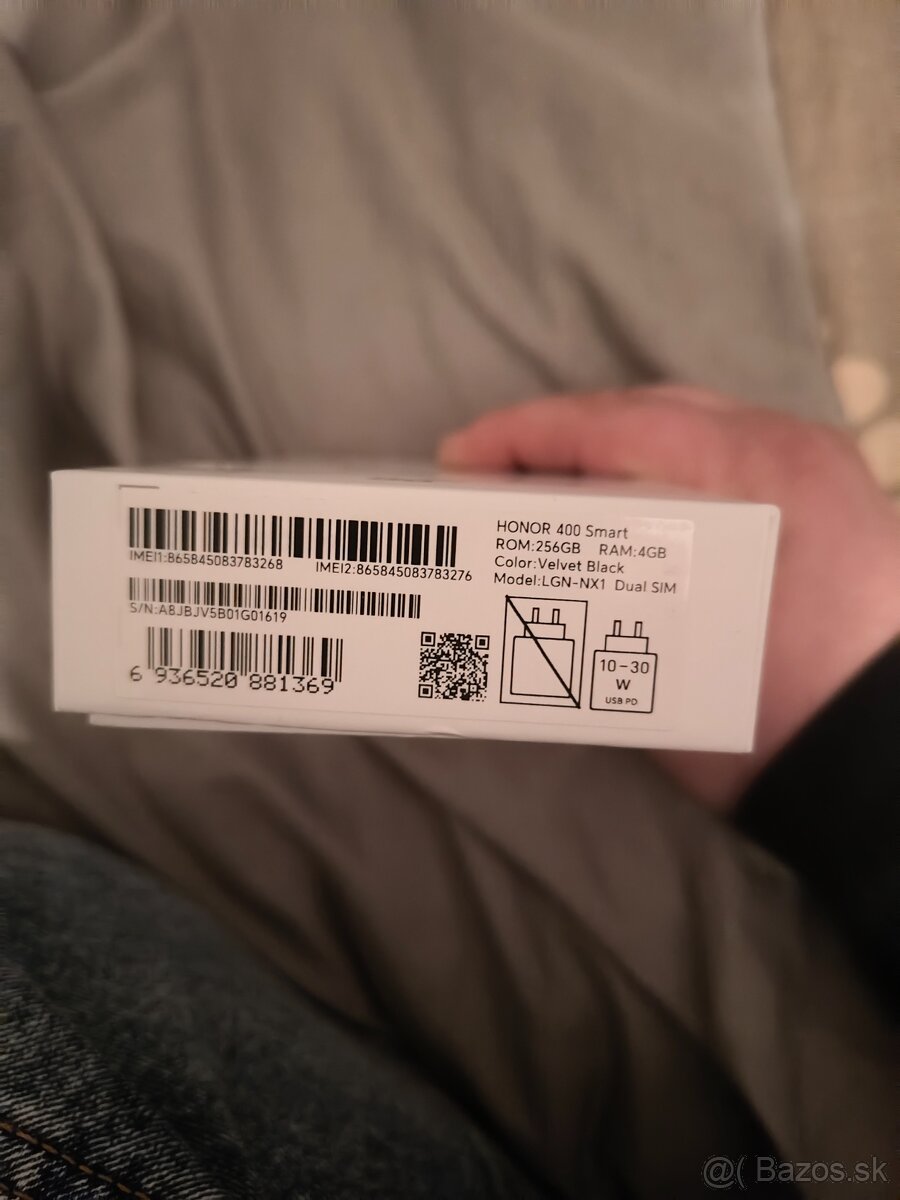 IMEI1:865845083783268
IMEI2:865845083783276
S/N:A8JBJV5B01G01619
6 936520 881369
HONOR 400 Smart
ROM:256GB RAM:4GB
Color:Velvet Black
Model:LGN-NX1 Dual SIM
10-30
W
USB PD
@( Bazos.sk